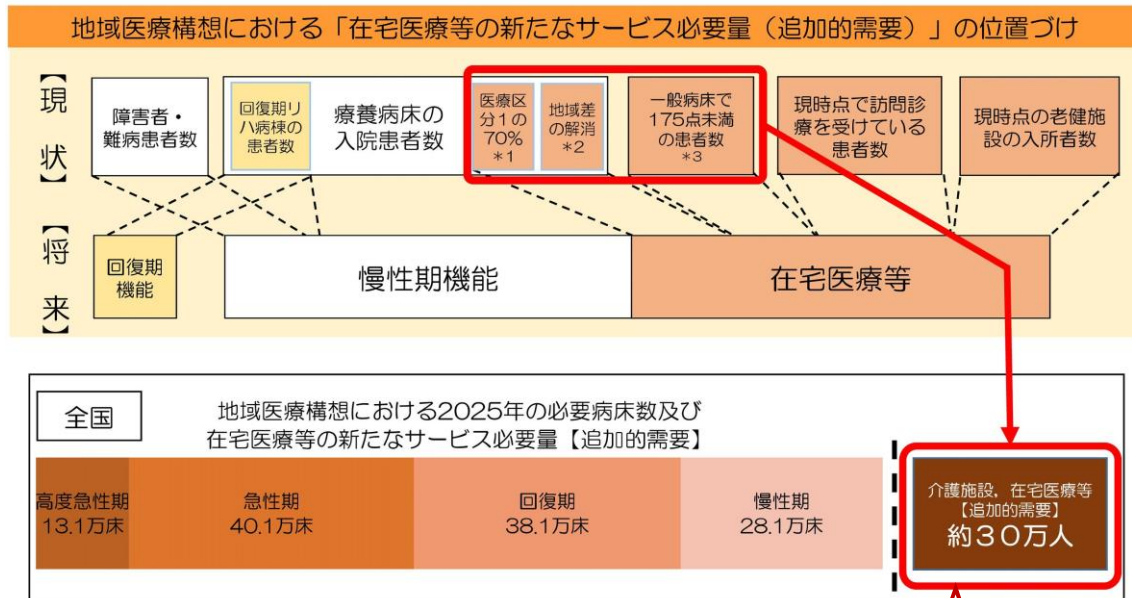 地域医療構想における「在宅医療等の新たなサービス必要量（追加的需要）」の位置づけ
【現状】
障害者・
難病患者数
回復期リ
ハ病棟の
患者数
療養病床の
入院患者数
医療区
分1の
70%
*1
地域差
の解消
*2
一般病床で
175点未満
の患者数
*3
現時点で訪問診
療を受けている
患者数
現時点の老健施
設の入所者数
【将来】
回復期
機能
慢性期機能
在宅医療等
全国
地域医療構想における2025年の必要病床数及び
在宅医療等の新たなサービス必要量【追加的需要】
高度急性期
13.1万床
急性期
40.1万床
回復期
38.1万床
慢性期
28.1万床
介護施設，在宅医療等
【追加的需要】
約３０万人